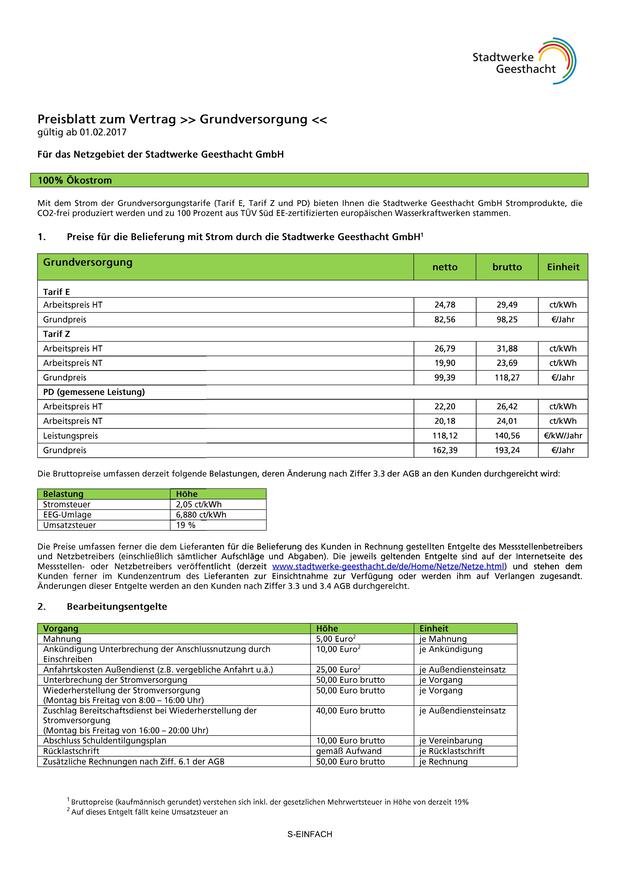 Stadtwerke
Geesthacht
Preisblatt zum Vertrag >> Grundversorgung <<
gültig ab 01.02.2017
Für das Netzgebiet der Stadtwerke Geesthacht GmbH
100% Ökostrom
Mit dem Strom der Grundversorgungstarife (Tarif E, Tarif Z und PD) bieten Ihnen die Stadtwerke Geesthacht GmbH Stromprodukte, die
CO2-frei produziert werden und zu 100 Prozent aus TÜV Süd EE-zertifizierten europäischen Wasserkraftwerken stammen.
1. Preise für die Belieferung mit Strom durch die Stadtwerke Geesthacht GmbH¹
Grundversorgung netto brutto Einheit
Tarif E
Arbeitspreis HT 24,78 29,49 ct/kWh
Grundpreis 82,56 98,25 €/Jahr
Tarif Z
Arbeitspreis HT 26,79 31,88 ct/kWh
Arbeitspreis NT 19,90 23,69 ct/kWh
Grundpreis 99,39 118,27 €/Jahr
PD (gemessene Leistung)
Arbeitspreis HT 22,20 26,42 ct/kWh
Arbeitspreis NT 20,18 24,01 ct/kWh
Leistungspreis 118,12 140,56 €/kW/Jahr
Grundpreis 162,39 193,24 €/Jahr
Die Bruttopreise umfassen derzeit folgende Belastungen, deren Änderung nach Ziffer 3.3 der AGB an den Kunden durchgereicht wird:
Belastung Höhe
Stromsteuer 2,05 ct/kWh
EEG-Umlage 6,880 ct/kWh
Umsatzsteuer 19 %
Die Preise umfassen ferner die dem Lieferanten für die Belieferung des Kunden in Rechnung gestellten Entgelte des Messstellenbetreibers
und Netzbetreibers (einschließlich sämtlicher Aufschläge und Abgaben). Die jeweils geltenden Entgelte sind auf der Internetseite des
Messstellen- oder Netzbetreibers veröffentlicht (derzeit www.stadtwerke-geesthacht.de/de/Home/Netze/Netze.html) und stehen dem
Kunden ferner im Kundenzentrum des Lieferanten zur Einsichtnahme zur Verfügung oder werden ihm auf Verlangen zugesandt.
Änderungen dieser Entgelte werden an den Kunden nach Ziffer 3.3 und 3.4 AGB durchgereicht.
2. Bearbeitungsentgelte
Vorgang Höhe Einheit
Mahnung 5,00 Euro² je Mahnung
Ankündigung Unterbrechung der Anschlussnutzung durch 10,00 Euro² je Ankündigung
Einschreiben
Anfahrtskosten Außendienst (z.B. vergebliche Anfahrt u.ä.) 25,00 Euro² je Außendiensteinsatz
Unterbrechung der Stromversorgung 50,00 Euro brutto je Vorgang
Wiederherstellung der Stromversorgung 50,00 Euro brutto je Vorgang
(Montag bis Freitag von 8:00 – 16:00 Uhr)
Zuschlag Bereitschaftsdienst bei Wiederherstellung der 40,00 Euro brutto je Außendiensteinsatz
Stromversorgung
(Montag bis Freitag von 16:00 – 20:00 Uhr)
Abschluss Schuldentilgungsplan 10,00 Euro brutto je Vereinbarung
Rücklastschrift gemäß Aufwand je Rücklastschrift
Zusätzliche Rechnungen nach Ziff. 6.1 der AGB 50,00 Euro brutto je Rechnung
¹ Bruttopreise (kaufmännisch gerundet) verstehen sich inkl. der gesetzlichen Mehrwertsteuer in Höhe von derzeit 19%
² Auf dieses Entgelt fällt keine Umsatzsteuer an
S-EINFACH